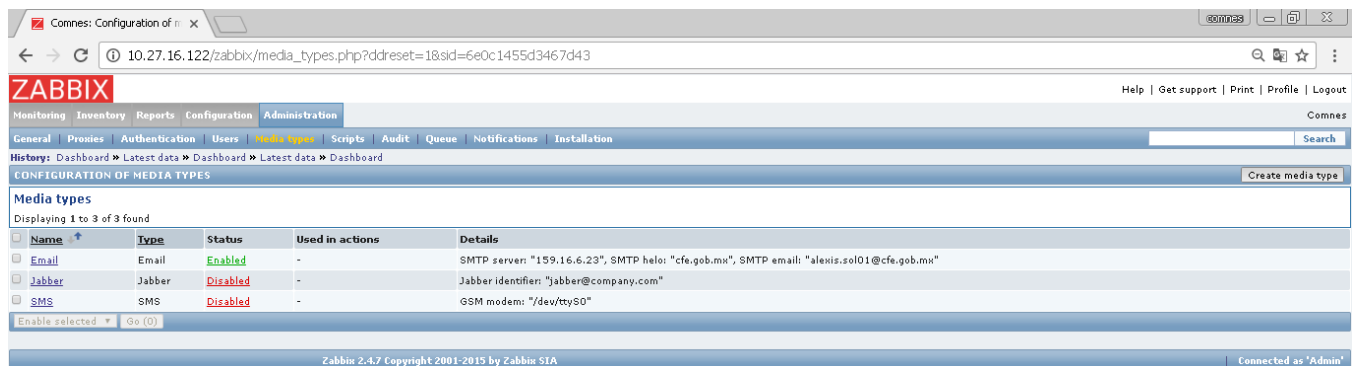 Comnes: Configuration of m
comnes
10.27.16.122/zabbix/media_types.php?ddreset=1&sid=6e0c1455d3467d43
ZABBIX
Help | Get support | Print | Profile | Logout
Monitoring Inventory Reports Configuration Administration
Comnes
General | Proxies | Authentication | Users | Media types | Scripts | Audit | Queue | Notifications | Installation
Search
History: Dashboard » Latest data » Dashboard » Latest data » Dashboard
CONFIGURATION OF MEDIA TYPES
Create media type
Media types
Displaying 1 to 3 of 3 found
Name Type Status Used in actions Details
Email Email Enabled - SMTP server: "159.16.6.23", SMTP helo: "cfe.gob.mx", SMTP email: "alexis.sol01@cfe.gob.mx"
Jabber Jabber Disabled - Jabber identifier: "jabber@company.com"
SMS SMS Disabled - GSM modem: "/dev/ttyS0"
Enable selected Go (0)
Zabbix 2.4.7 Copyright 2001-2015 by Zabbix SIA
| Connected as 'Admin'